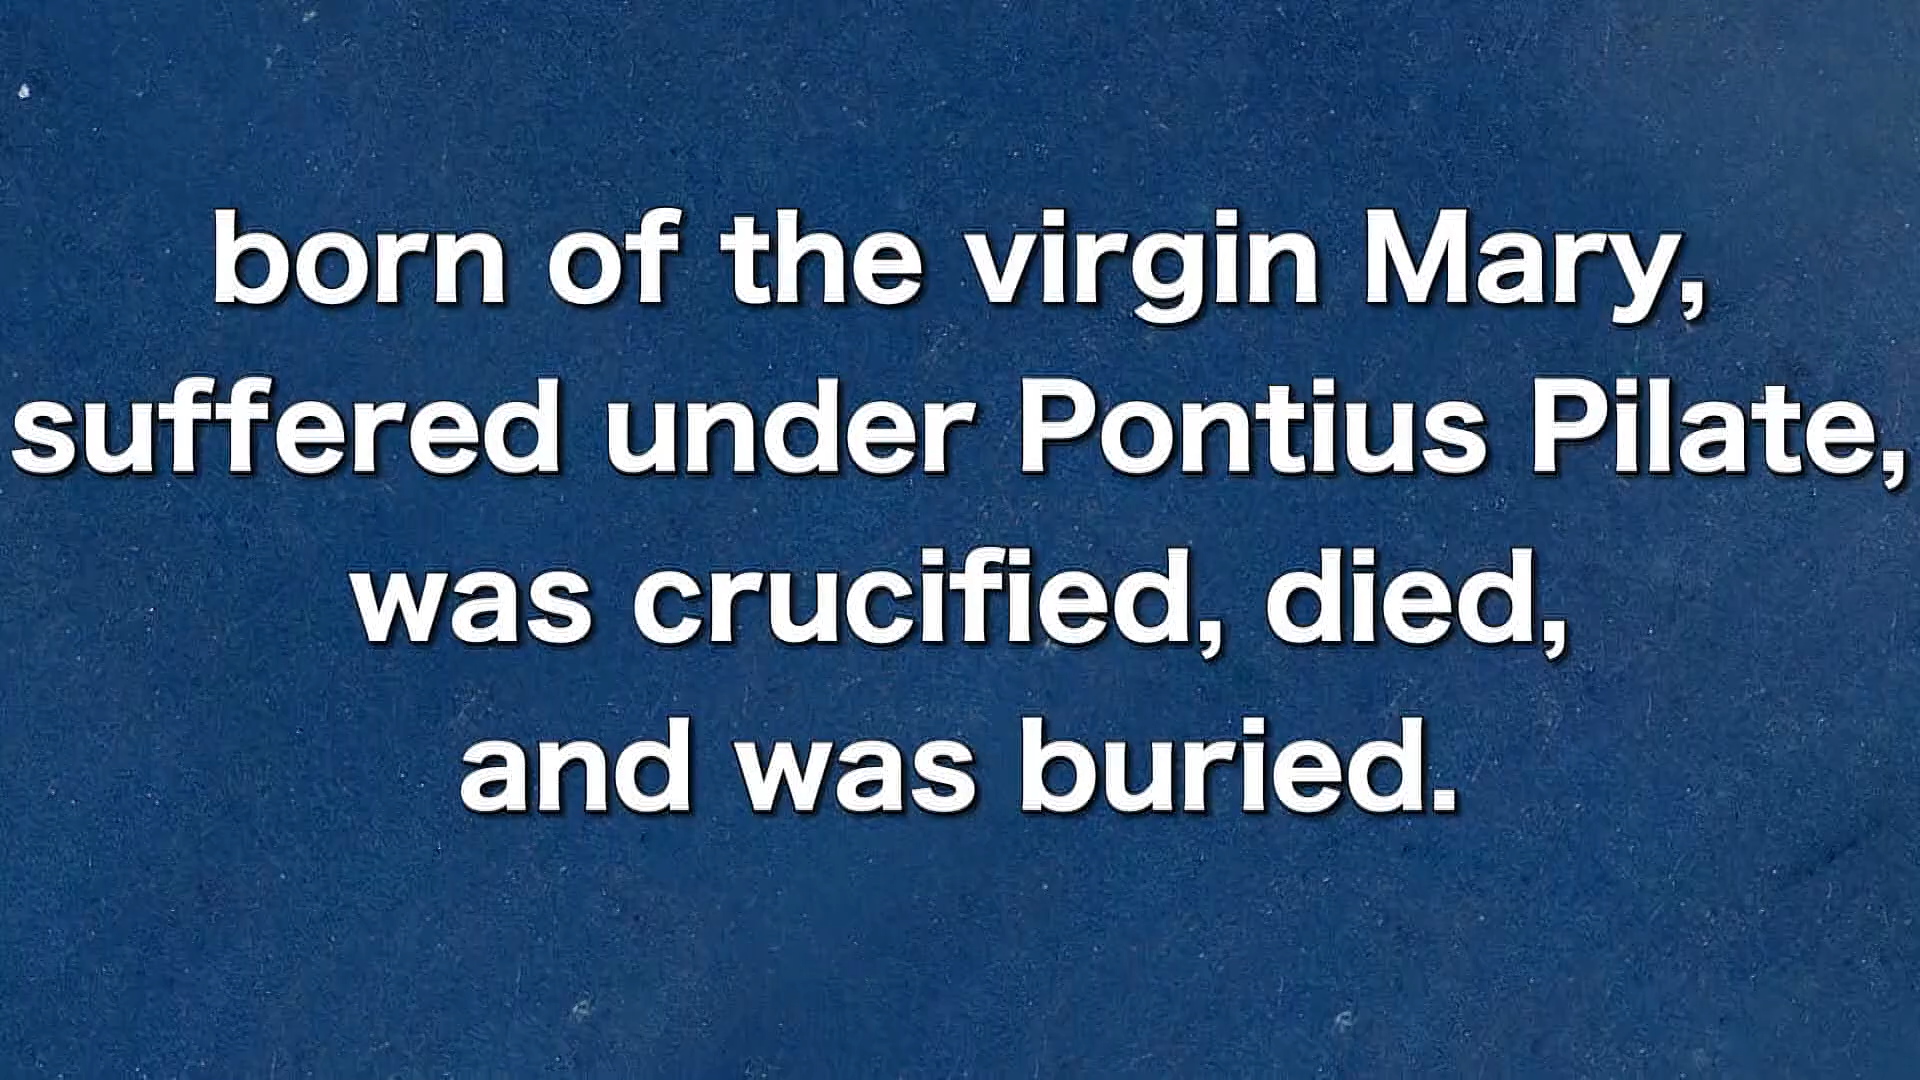 born of the virgin Mary,
suffered under Pontius Pilate,
was crucified, died,
and was buried.